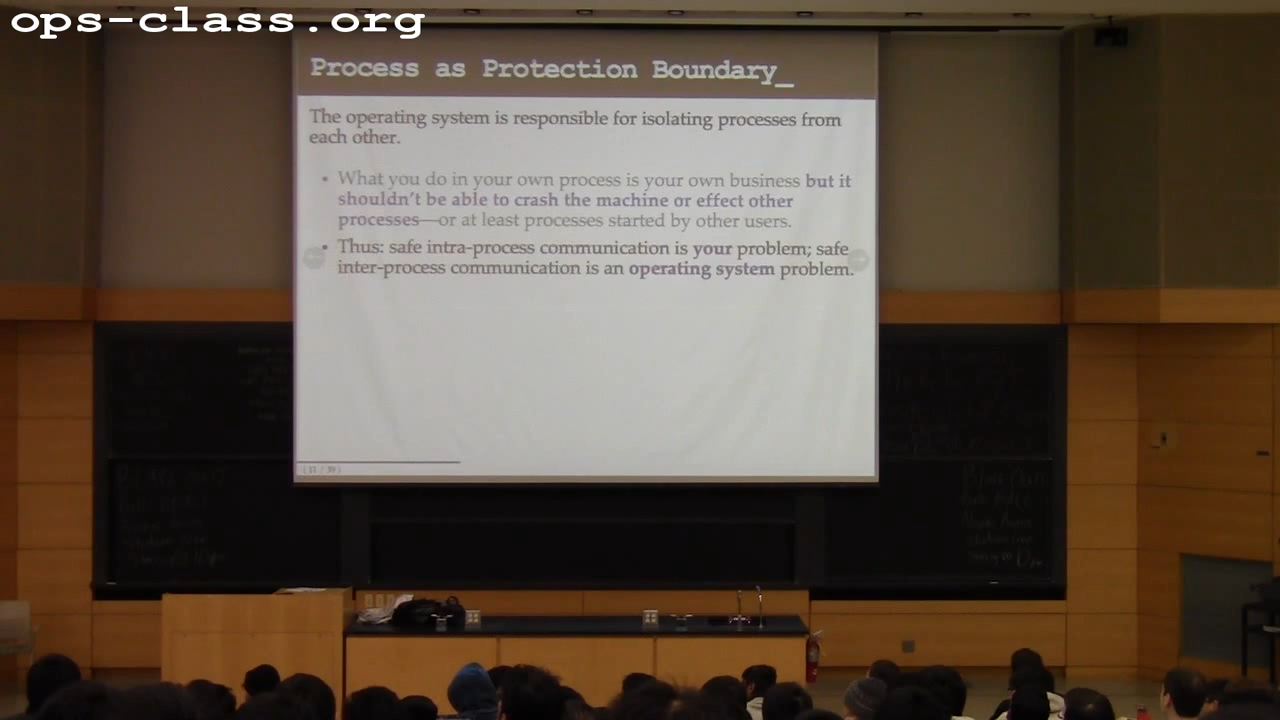 ops-class.org
Process as Protection Boundary_
The operating system is responsible for isolating processes from
each other.
• What you do in your own process is your own business but it
shouldn't be able to crash the machine or effect other
processes—or at least processes started by other users.
• Thus: safe intra-process communication is your problem; safe
inter-process communication is an operating system problem.